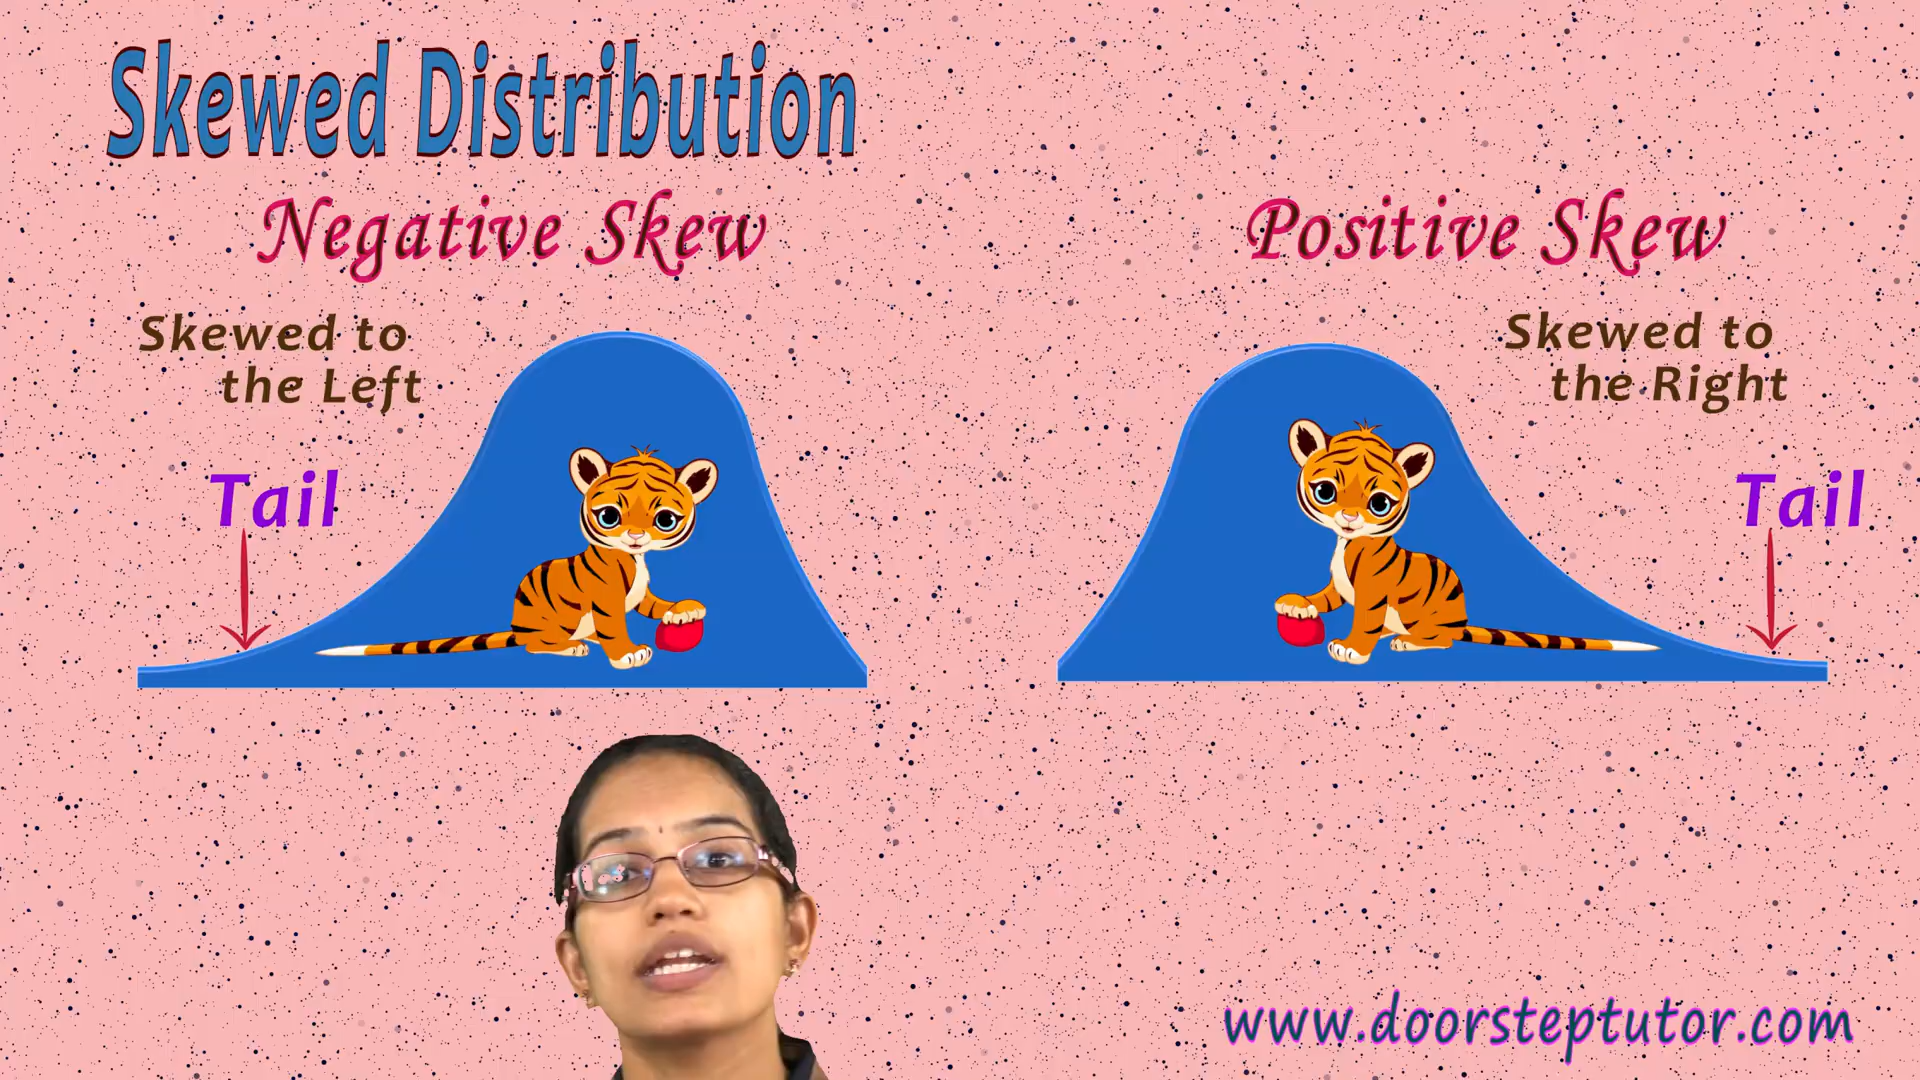 Skewed Distribution
Negative Skew
Skewed to
the Left
Tail
Positive Skew
Skewed to
the Right
Tail
www.doorsteptutor.com